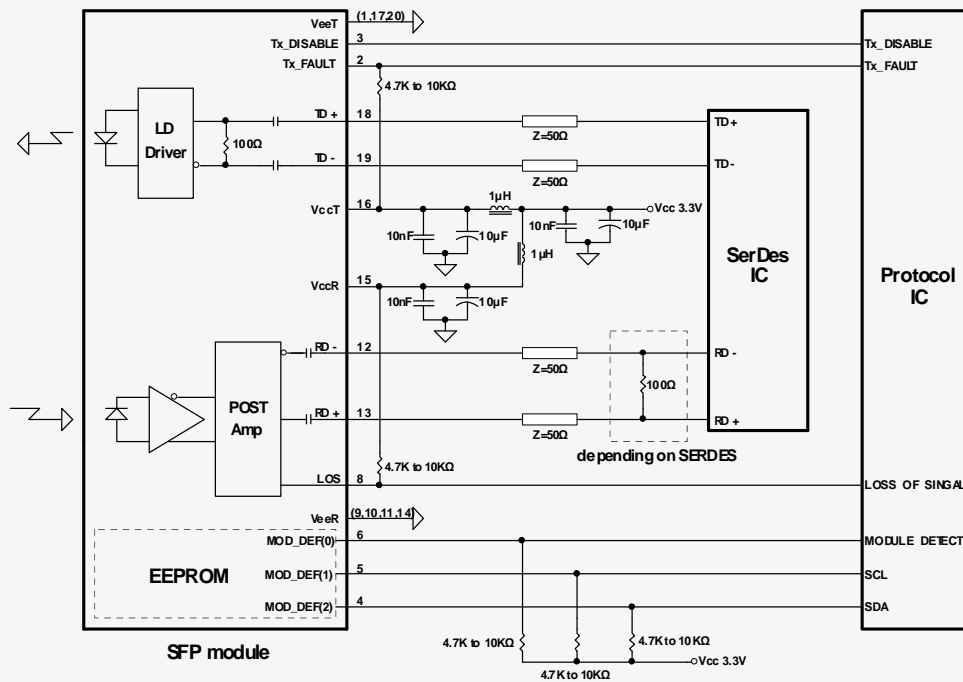 VeeT (1,17,20)
Tx_DISABLE 3 Tx_DISABLE
Tx_FAULT 2 Tx_FAULT
4.7K to 10KΩ
LD
Driver
100Ω
TD+ 18 TD+
Z=50Ω
TD- 19 TD-
Z=50Ω
1µH
VccT 16 Vcc 3.3V
10nF 10µF 10nF 10µF
1µH
SerDes
IC
Protocol
IC
VccR 15
10nF 10µF
RD- 12 RD-
Z=50Ω
100Ω
POST
Amp
RD+ 13 RD+
Z=50Ω
depending on SERDES
4.7K to 10KΩ
LOS 8 LOSS OF SINGAL
VeeR (9,10,11,14)
MOD_DEF(0) 6 MODULE DETECT
EEPROM
MOD_DEF(1) 5 SCL
MOD_DEF(2) 4 SDA
4.7K to 10KΩ 4.7K to 10KΩ
4.7K to 10KΩ
Vcc 3.3V
SFP module